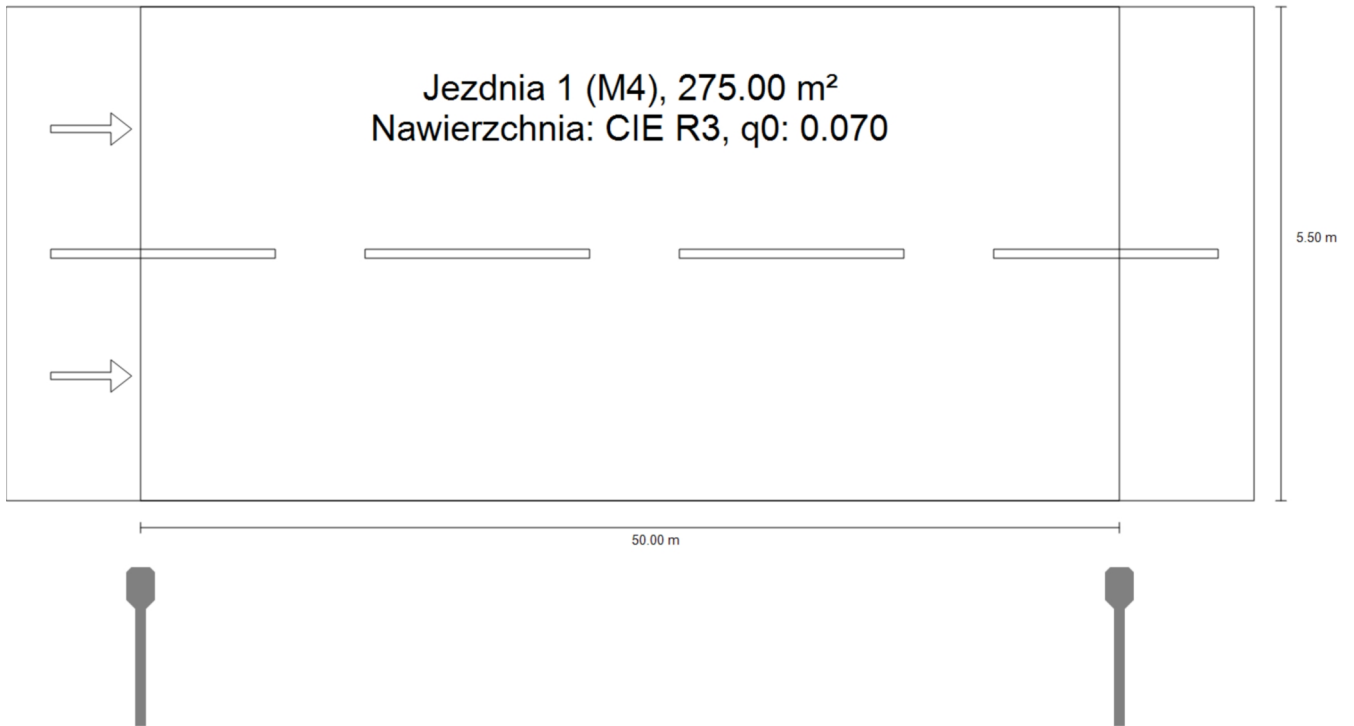 Jezdnia 1 (M4), 275.00 m²
Nawierzchnia: CIE R3, q0: 0.070
5.50 m
50.00 m